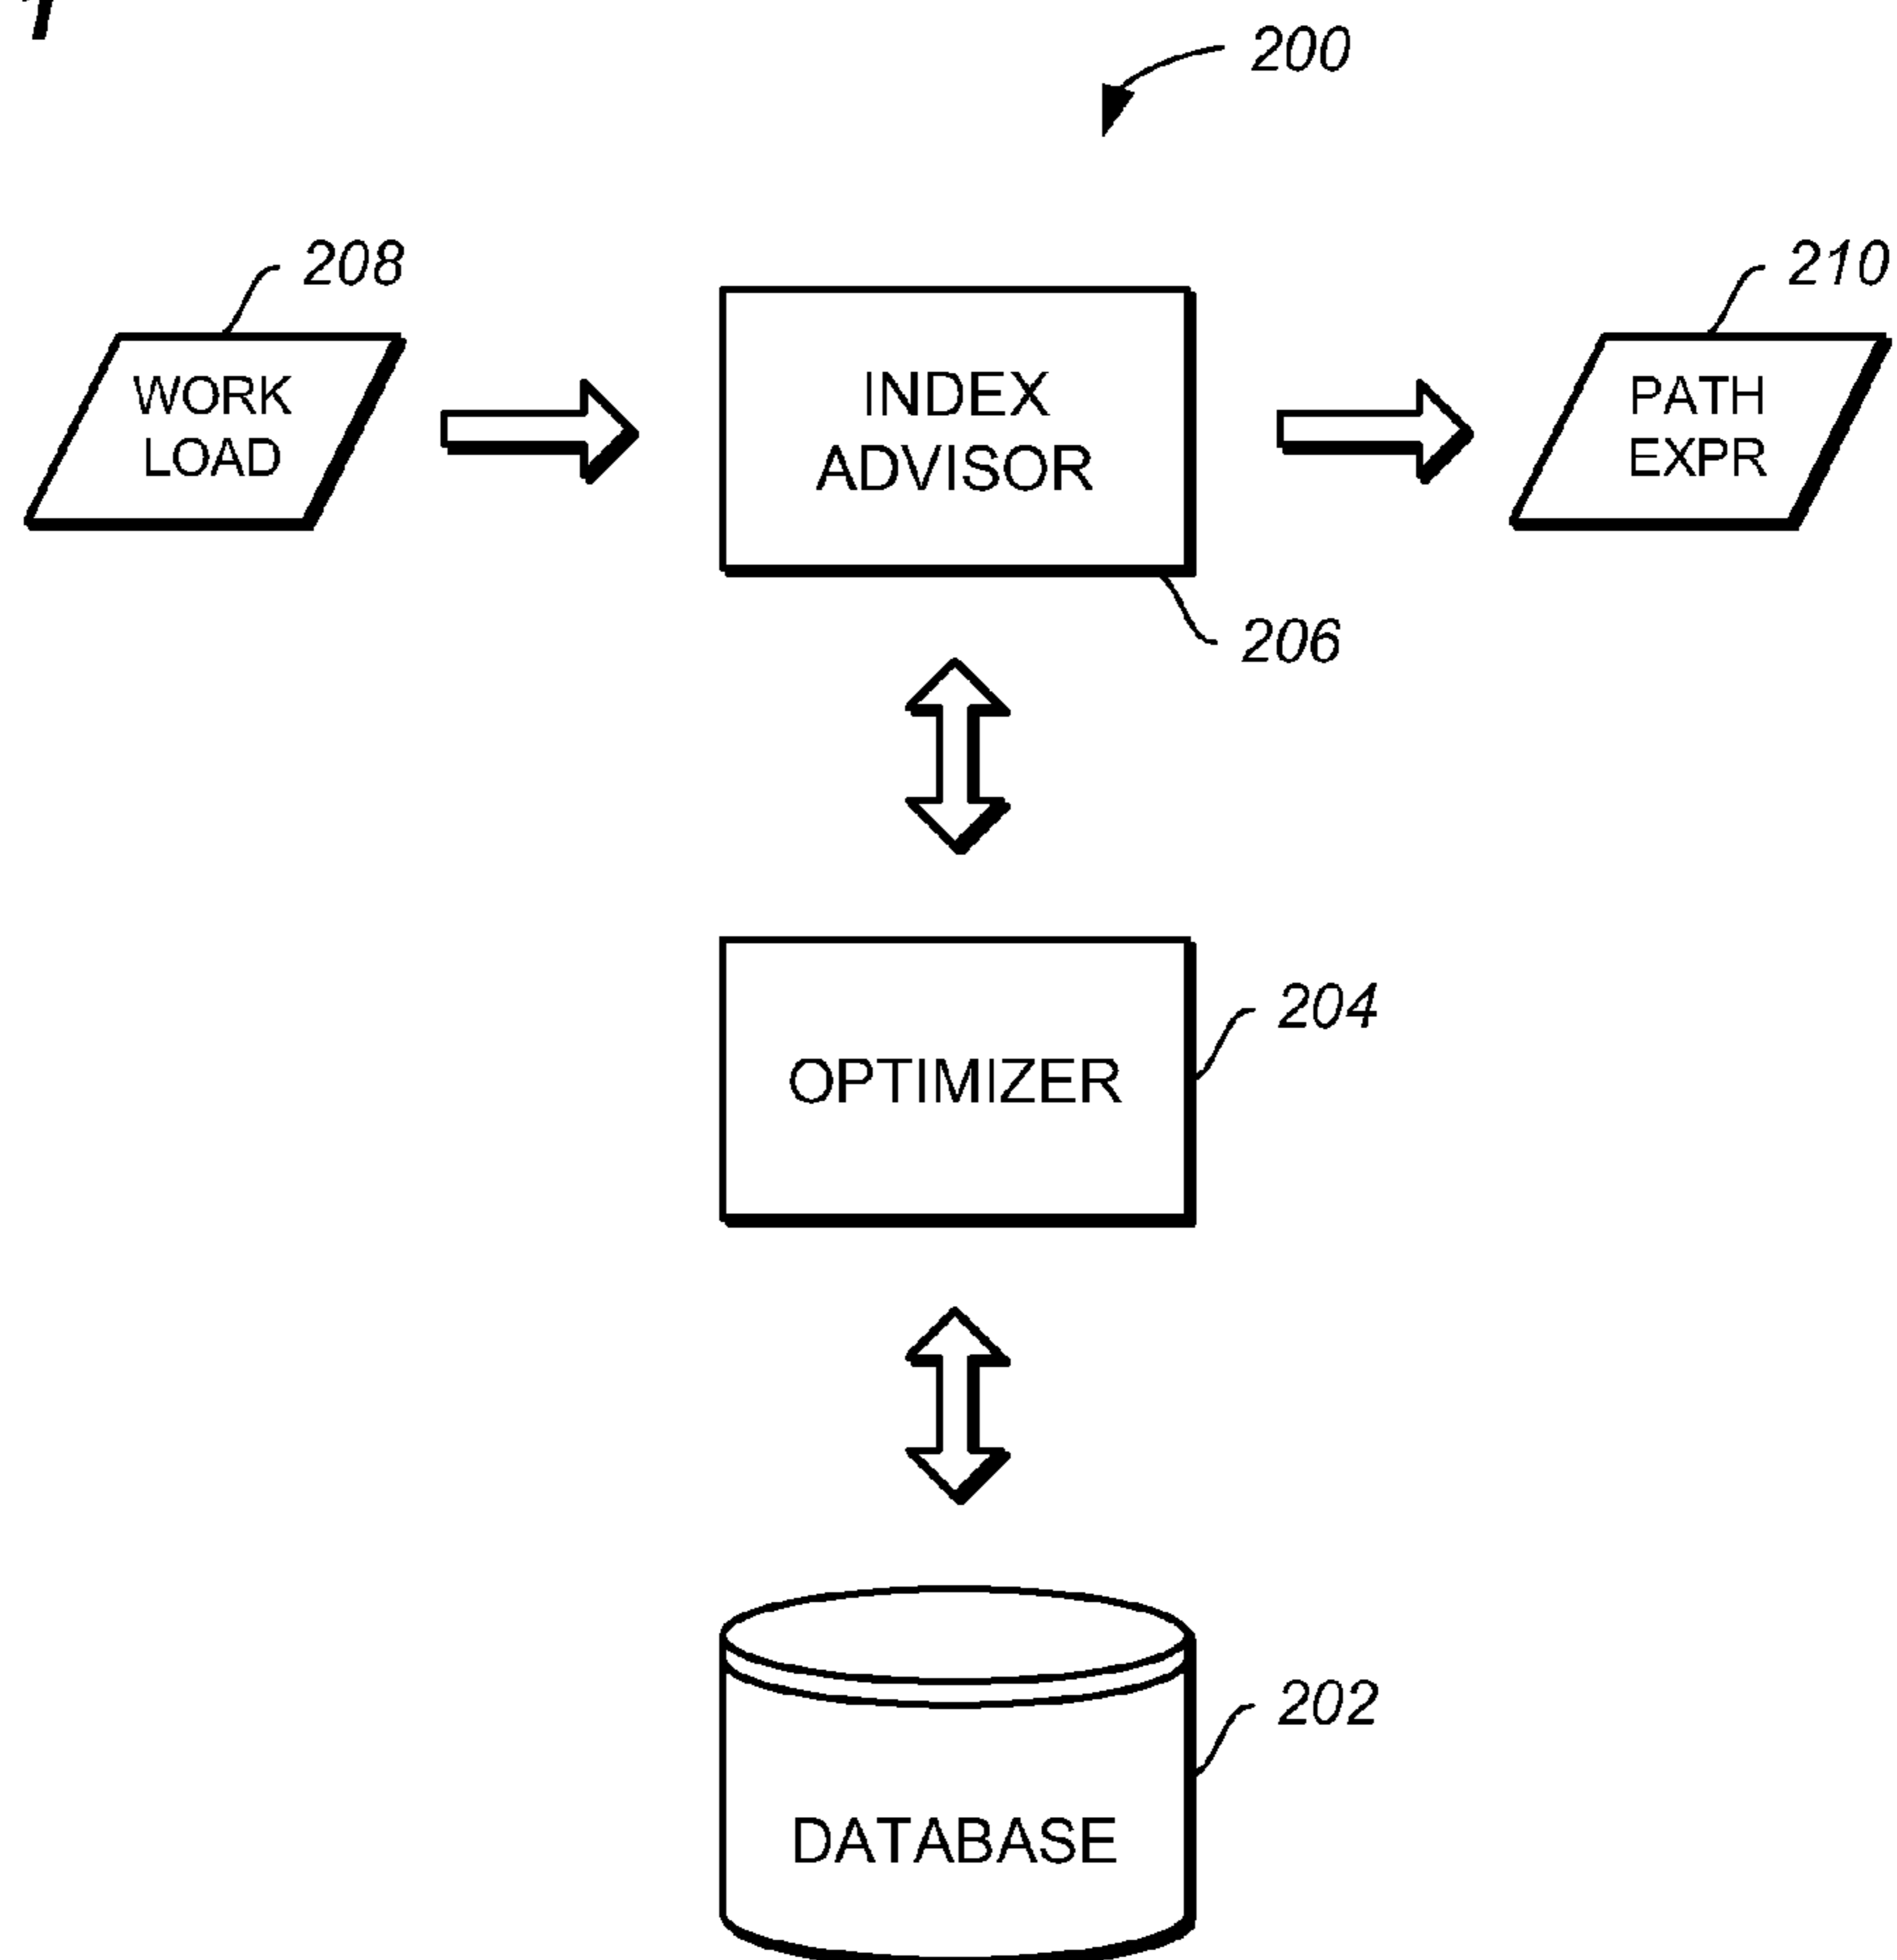 200
208
210
WORK
LOAD
INDEX
ADVISOR
PATH
EXPR
206
204
OPTIMIZER
202
DATABASE